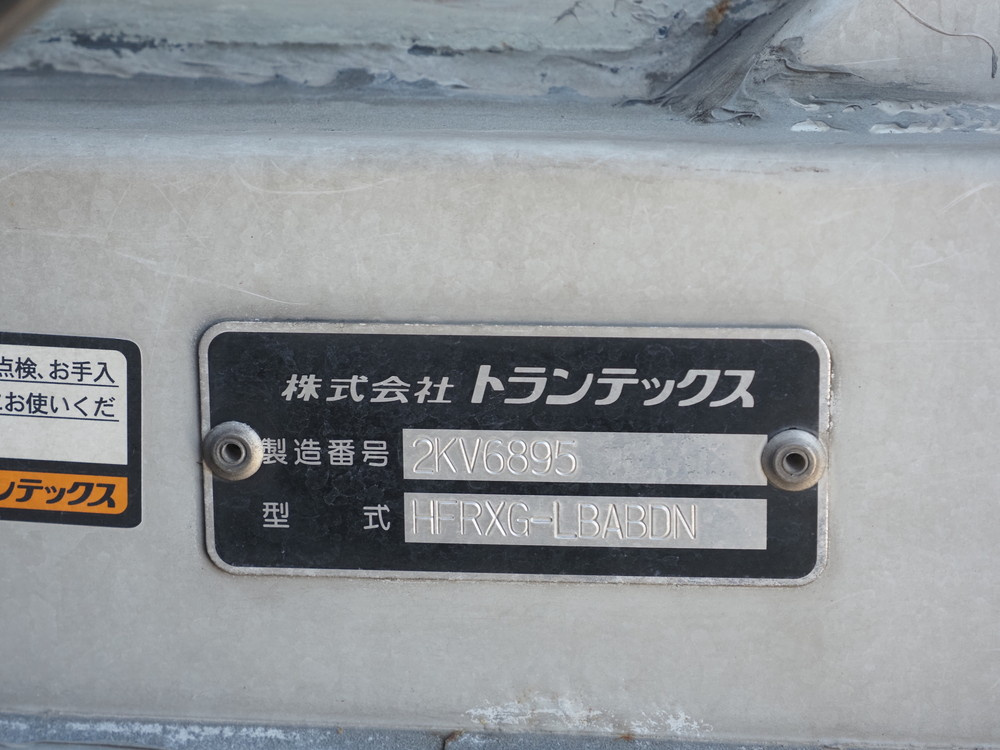 株式会社 トランテックス
製造番号 2KV6895
型式 HFRXG-LBABDN
点検、お手入
お使いくだ
ンテックス